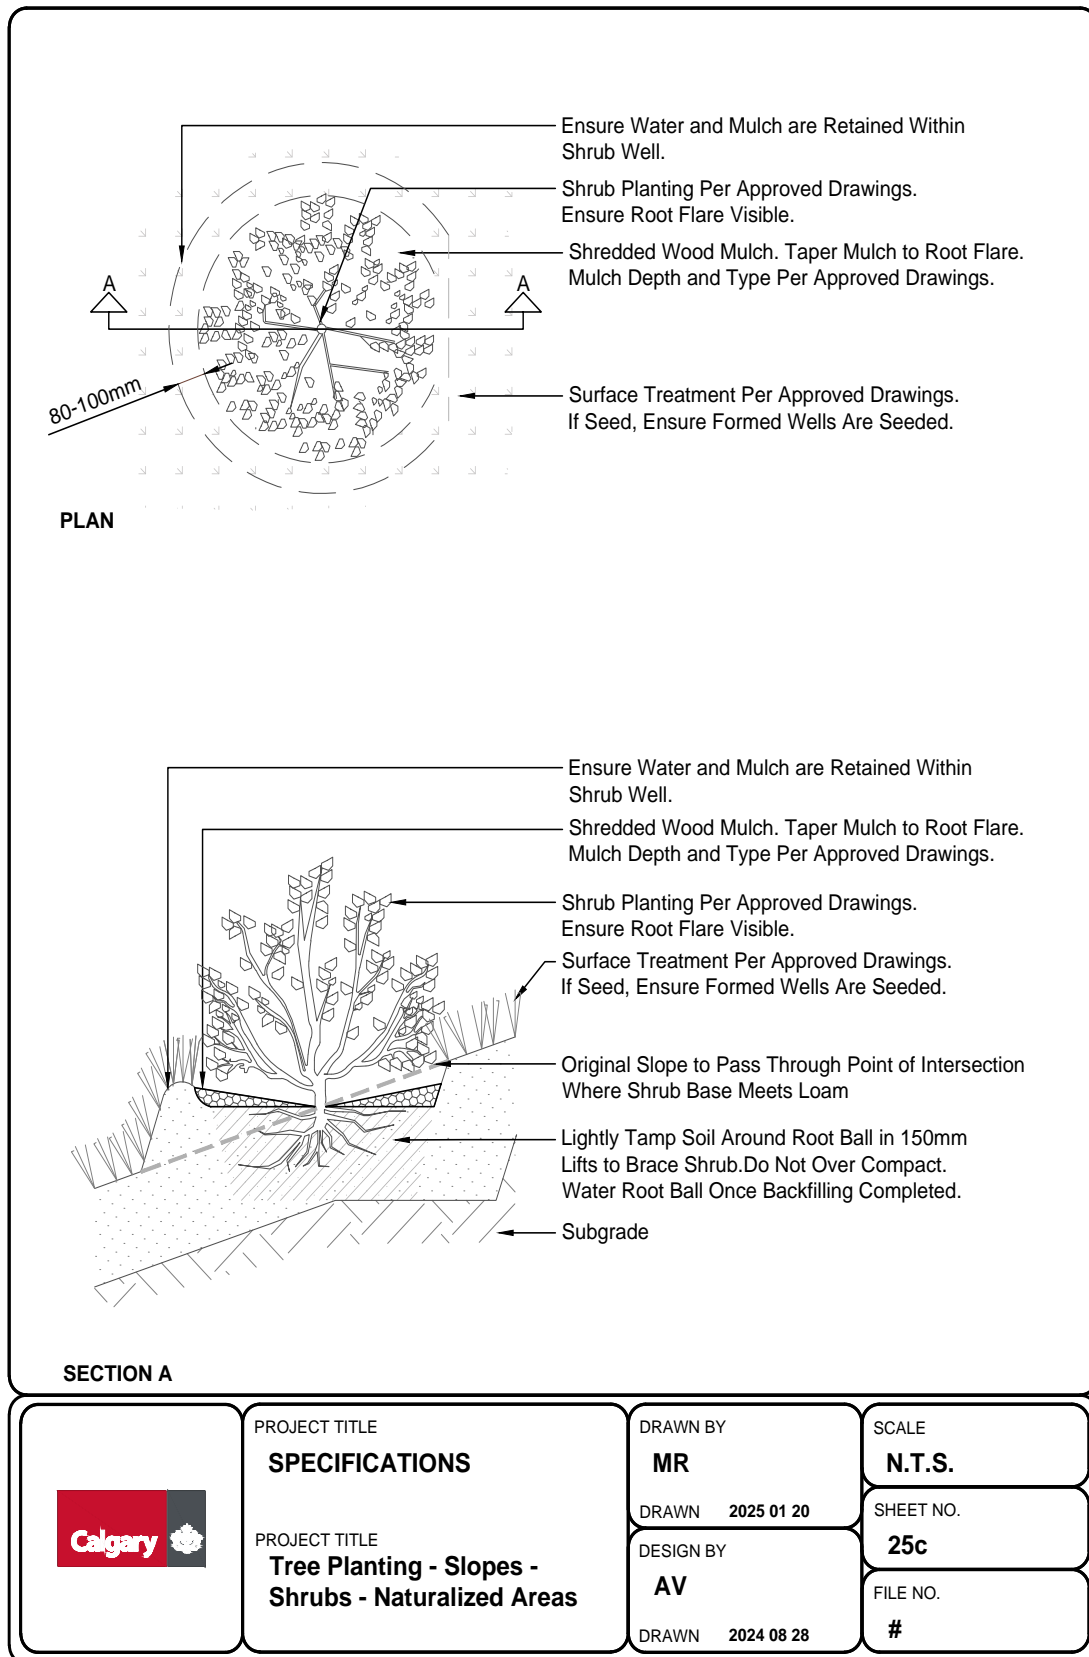 Ensure Water and Mulch are Retained Within
Shrub Well.
Shrub Planting Per Approved Drawings.
Ensure Root Flare Visible.
Shredded Wood Mulch. Taper Mulch to Root Flare.
Mulch Depth and Type Per Approved Drawings.
A
A
80-100mm
Surface Treatment Per Approved Drawings.
If Seed, Ensure Formed Wells Are Seeded.
PLAN
Ensure Water and Mulch are Retained Within
Shrub Well.
Shredded Wood Mulch. Taper Mulch to Root Flare.
Mulch Depth and Type Per Approved Drawings.
Shrub Planting Per Approved Drawings.
Ensure Root Flare Visible.
Surface Treatment Per Approved Drawings.
If Seed, Ensure Formed Wells Are Seeded.
Original Slope to Pass Through Point of Intersection
Where Shrub Base Meets Loam
Lightly Tamp Soil Around Root Ball in 150mm
Lifts to Brace Shrub.Do Not Over Compact.
Water Root Ball Once Backfilling Completed.
Subgrade
SECTION A
Calgary
PROJECT TITLE
SPECIFICATIONS
PROJECT TITLE
Tree Planting - Slopes -
Shrubs - Naturalized Areas
DRAWN BY
MR
DRAWN 2025 01 20
DESIGN BY
AV
DRAWN 2024 08 28
SCALE
N.T.S.
SHEET NO.
25c
FILE NO.
#